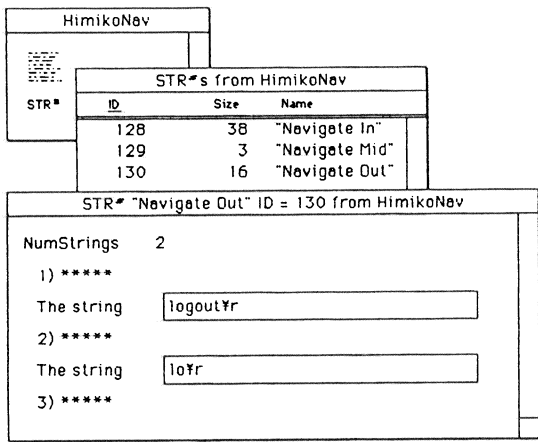 HimikoNav
STR#
STR#s from HimikoNav
ID Size Name
128 38 "Navigate In"
129 3 "Navigate Mid"
130 16 "Navigate Out"
STR# "Navigate Out" ID = 130 from HimikoNav
NumStrings 2
1) *****
The string logout¥r
2) *****
The string lo¥r
3) *****